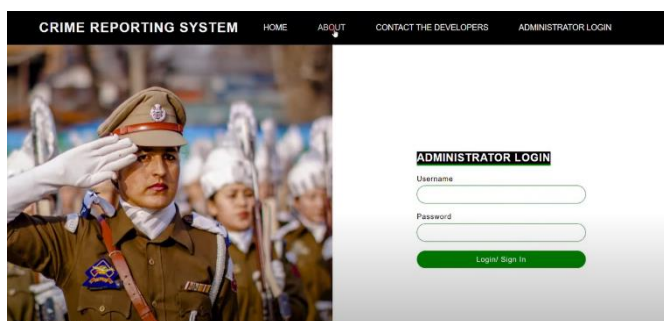 CRIME REPORTING SYSTEM HOME ABOUT CONTACT THE DEVELOPERS ADMINISTRATOR LOGIN
ADMINISTRATOR LOGIN
Username
Password
Login/ Sign In